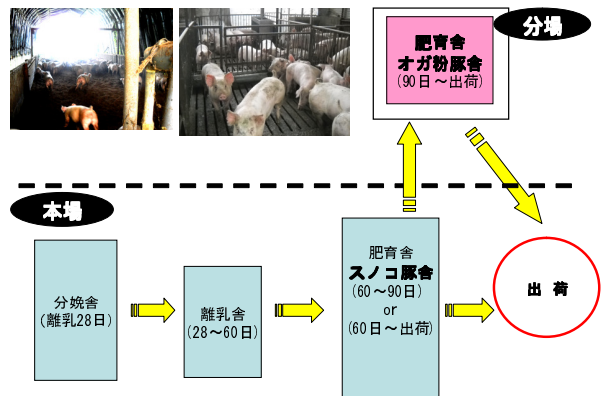 分場
肥育舎
オガ粉豚舎
(90日～出荷)
本場
分娩舎
(離乳28日)
離乳舎
(28～60日)
肥育舎
スノコ豚舎
(60～90日)
or
(60日～出荷)
出 荷